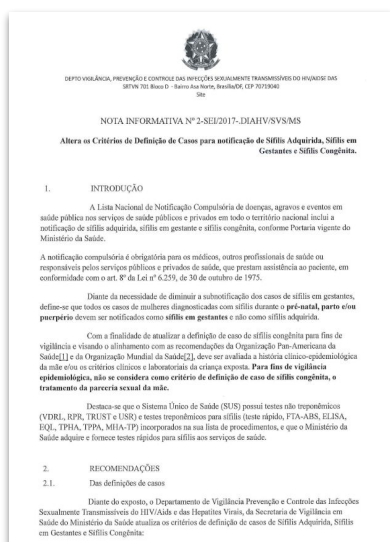 DEPTO VIGILÂNCIA, PREVENÇÃO E CONTROLE DAS INFECÇÕES SEXUALMENTE TRANSMISSÍVEIS DO HIV/AIDSE DAS
SRTVN 701 Bloco D - Bairro Asa Norte, Brasília/DF, CEP 70719040
Site
NOTA INFORMATIVA Nº 2-SEI/2017-.DIAHV/SVS/MS
Altera os Critérios de Definição de Casos para notificação de Sífilis Adquirida, Sífilis em
Gestantes e Sífilis Congênita.
1. INTRODUÇÃO
A Lista Nacional de Notificação Compulsória de doenças, agravos e eventos em
saúde pública nos serviços de saúde públicos e privados em todo o território nacional inclui a
notificação de sífilis adquirida, sífilis em gestante e sífilis congênita, conforme Portaria vigente do
Ministério da Saúde.
A notificação compulsória é obrigatória para os médicos, outros profissionais de saúde ou
responsáveis pelos serviços públicos e privados de saúde, que prestam assistência ao paciente, em
conformidade com o art. 8º da Lei nº 6.259, de 30 de outubro de 1975.
Diante da necessidade de diminuir a subnotificação dos casos de sífilis em gestantes,
define-se que todos os casos de mulheres diagnosticadas com sífilis durante o pré-natal, parto e/ou
puerpério devem ser notificados como sífilis em gestantes e não como sífilis adquirida.
Com a finalidade de atualizar a definição de caso de sífilis congênita para fins de
vigilância e visando o alinhamento com as recomendações da Organização Pan-Americana da
Saúde[1] e da Organização Mundial da Saúde[2], deve ser avaliada a história clínico-epidemiológica
da mãe e/ou os critérios clínicos e laboratoriais da criança exposta. Para fins de vigilância
epidemiológica, não se considera como critério de definição de caso de sífilis congênita, o
tratamento da parceria sexual da mãe.
Destaca-se que o Sistema Único de Saúde (SUS) possui testes não treponêmicos
(VDRL, RPR, TRUST e USR) e testes treponêmicos para sífilis (teste rápido, FTA-ABS, ELISA,
EQL, TPHA, TPPA, MHA-TP) incorporados na sua lista de procedimentos, e que o Ministério da
Saúde adquire e fornece testes rápidos para sífilis aos serviços de saúde.
2. RECOMENDAÇÕES
2.1. Das definições de casos
Diante do exposto, o Departamento de Vigilância Prevenção e Controle das Infecções
Sexualmente Transmissíveis do HIV/Aids e das Hepatites Virais, da Secretaria de Vigilância em
Saúde do Ministério da Saúde atualiza os critérios de definição de casos de Sífilis Adquirida, Sífilis
em Gestantes e Sífilis Congênita: